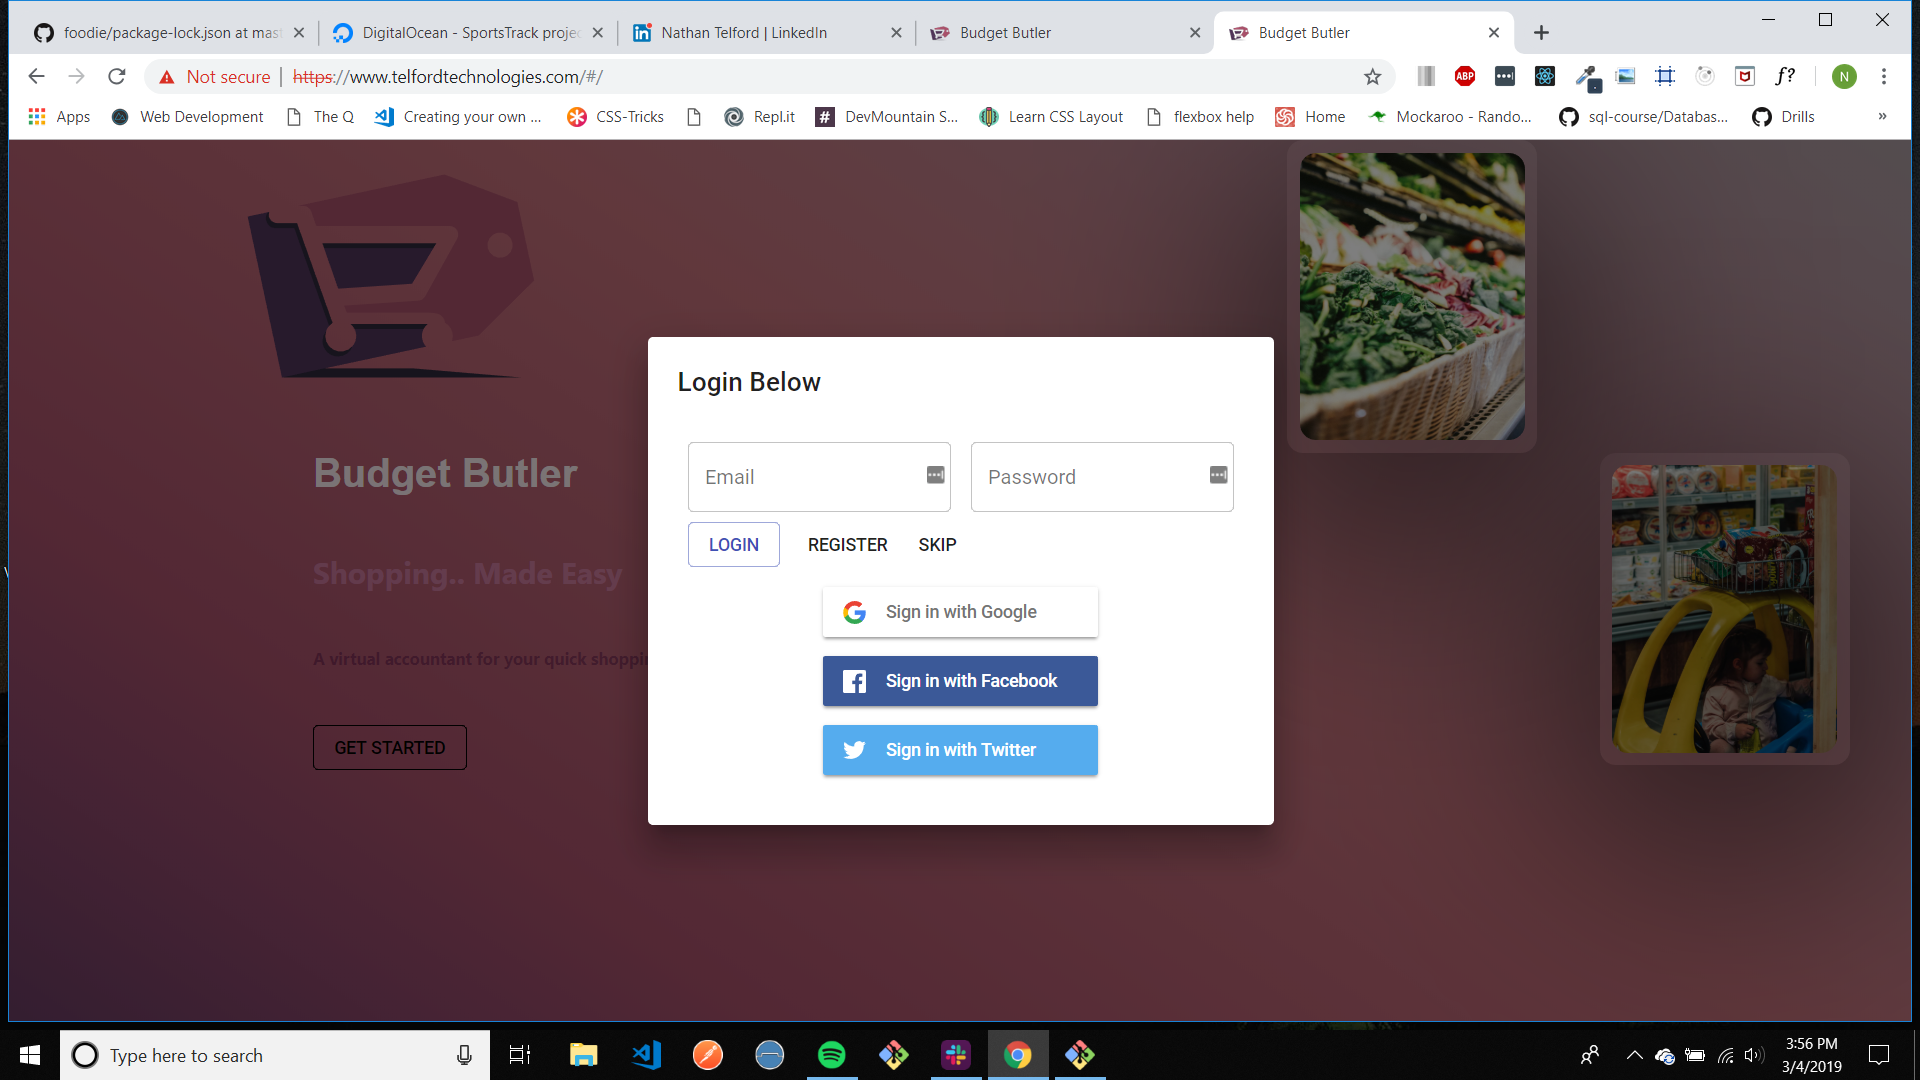 foodie/package-lock.json at mast
DigitalOcean - SportsTrack projec
Nathan Telford | LinkedIn
Budget Butler
Budget Butler
Not secure | https://www.telfordtechnologies.com/#/
ABP
f?
N
Apps
Web Development
The Q
Creating your own ...
CSS-Tricks
Repl.it
# DevMountain S...
Learn CSS Layout
flexbox help
Home
Mockaroo - Rando...
sql-course/Databas...
Drills
»
Login Below
Email
Password
LOGIN
REGISTER
SKIP
Sign in with Google
Sign in with Facebook
Sign in with Twitter
Budget Butler
Shopping.. Made Easy
A virtual accountant for your quick shoppin
GET STARTED
Type here to search
3:56 PM
3/4/2019